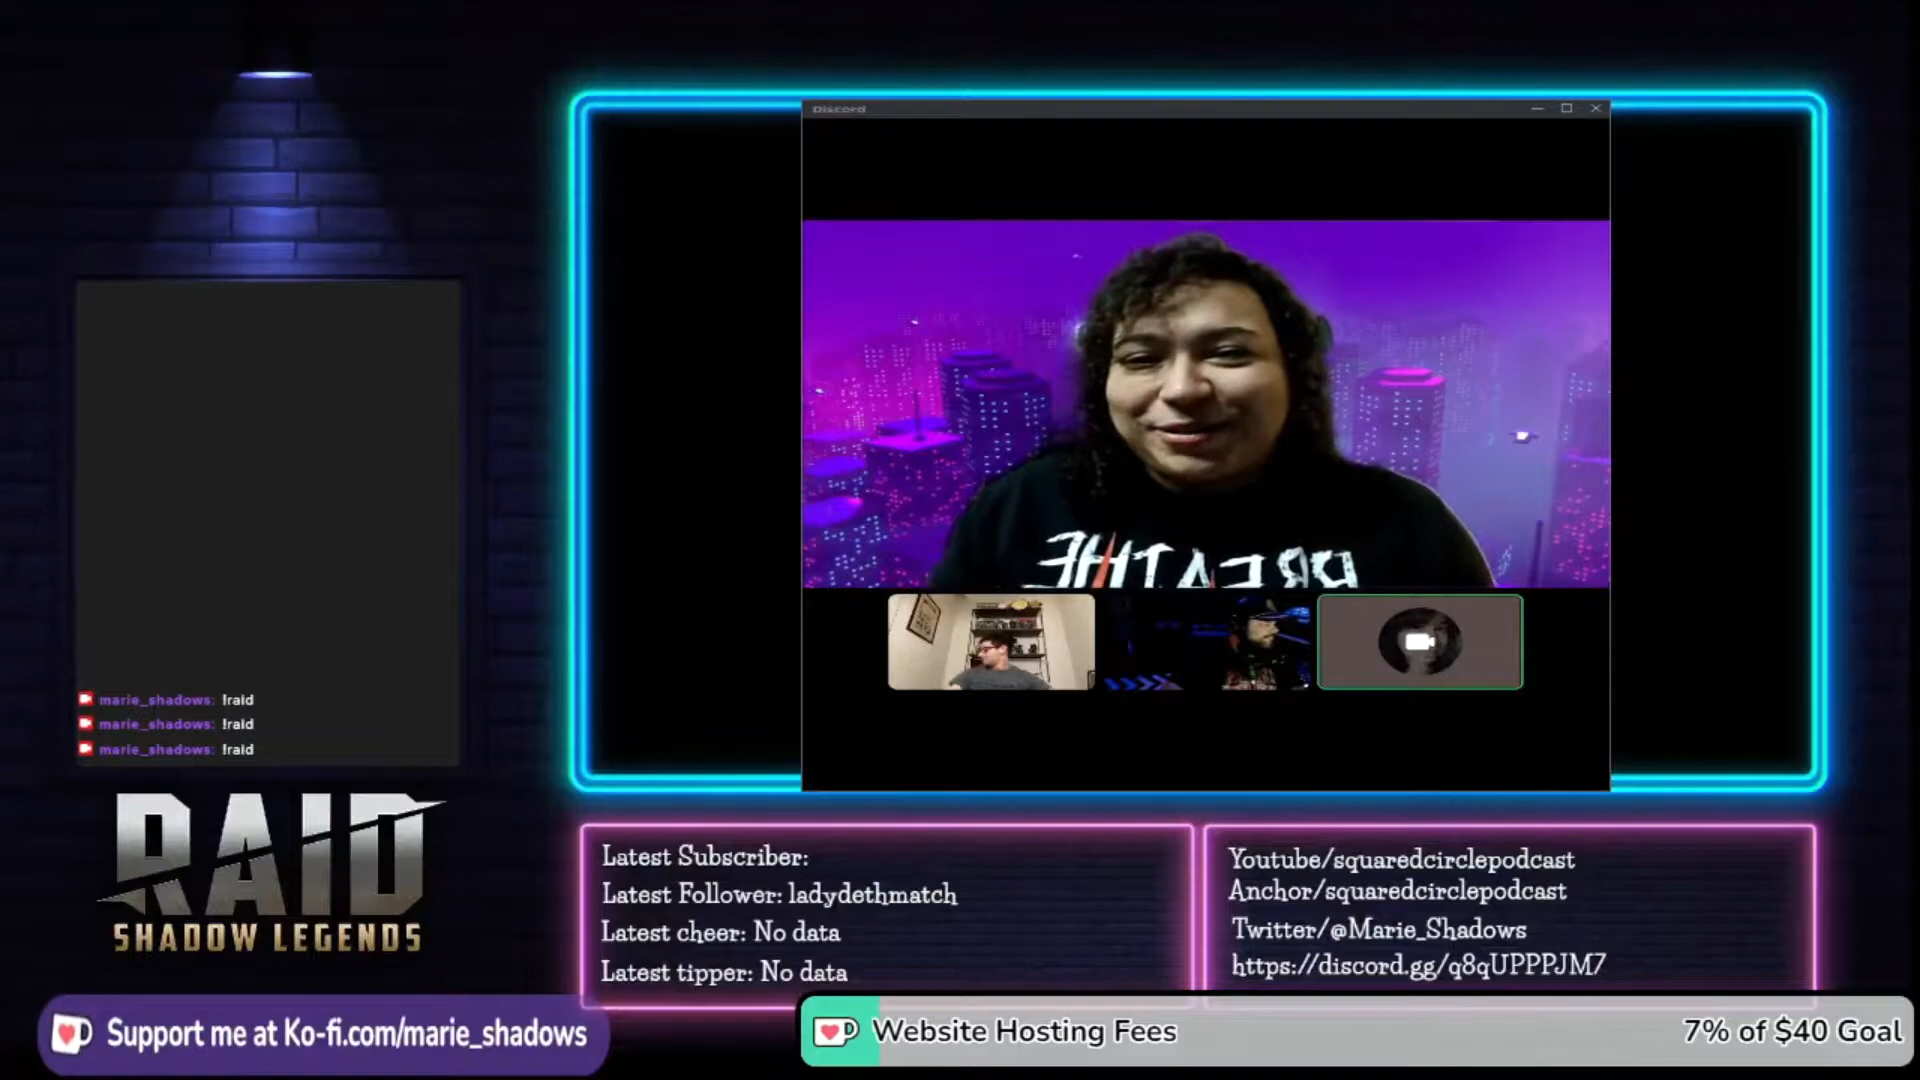 Discord
BREATHE
marie_shadows: !raid
marie_shadows: !raid
marie_shadows: !raid
RAID
SHADOW LEGENDS
Latest Subscriber:
Latest Follower: ladydethmatch
Latest cheer: No data
Latest tipper: No data
Youtube/squaredcirclepodcast
Anchor/squaredcirclepodcast
Twitter/@Marie_Shadows
https://discord.gg/q8qUPPPJM7
Support me at Ko-fi.com/marie_shadows
Website Hosting Fees
7% of $40 Goal